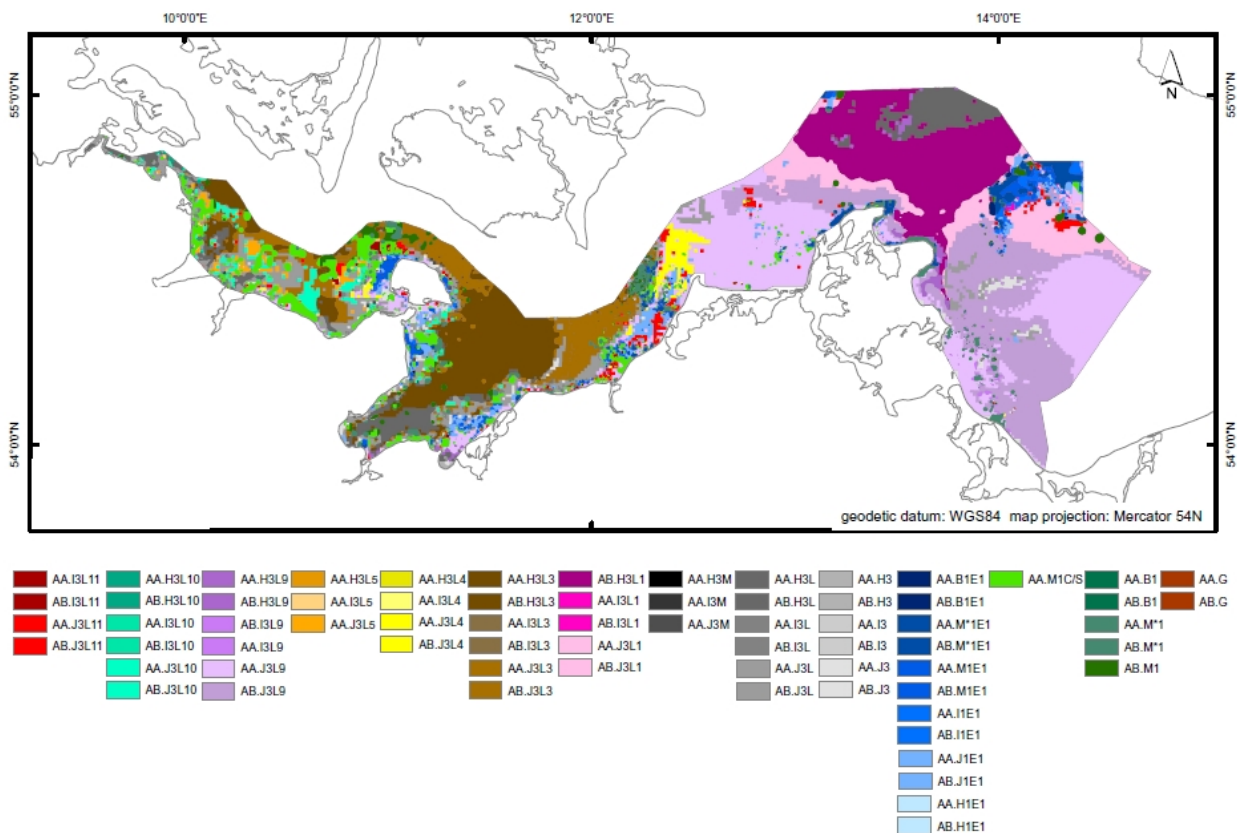 10°0'0"E 12°0'0"E 14°0'0"E
55°0'0"N 55°0'0"N
N
54°0'0"N 54°0'0"N
geodetic datum: WGS84 map projection: Mercator 54N
AA.I3L11 AA.H3L10 AA.H3L9 AA.H3L5 AA.H3L4 AA.H3L3 AB.H3L1 AA.H3M AA.H3L AA.H3 AA.B1E1 AA.M1C/S AA.B1 AA.G
AB.I3L11 AB.H3L10 AB.H3L9 AA.I3L5 AA.I3L4 AB.H3L3 AA.I3L1 AA.I3M AB.H3L AB.H3 AB.B1E1 AB.B1 AB.G
AA.J3L11 AA.I3L10 AB.I3L9 AA.J3L5 AA.J3L4 AA.I3L3 AB.I3L1 AA.J3M AA.I3L AA.I3 AA.M*1E1 AA.M*1
AB.J3L11 AB.I3L10 AA.I3L9 AB.J3L4 AB.I3L3 AA.J3L1 AB.I3L AB.I3 AB.M*1E1 AB.M*1
AA.J3L10 AA.J3L9 AA.J3L3 AB.J3L1 AA.J3L AA.J3 AA.M1E1 AB.M1
AB.J3L10 AB.J3L9 AB.J3L3 AB.J3L AB.J3 AB.M1E1
AA.I1E1
AB.I1E1
AA.J1E1
AB.J1E1
AA.H1E1
AB.H1E1